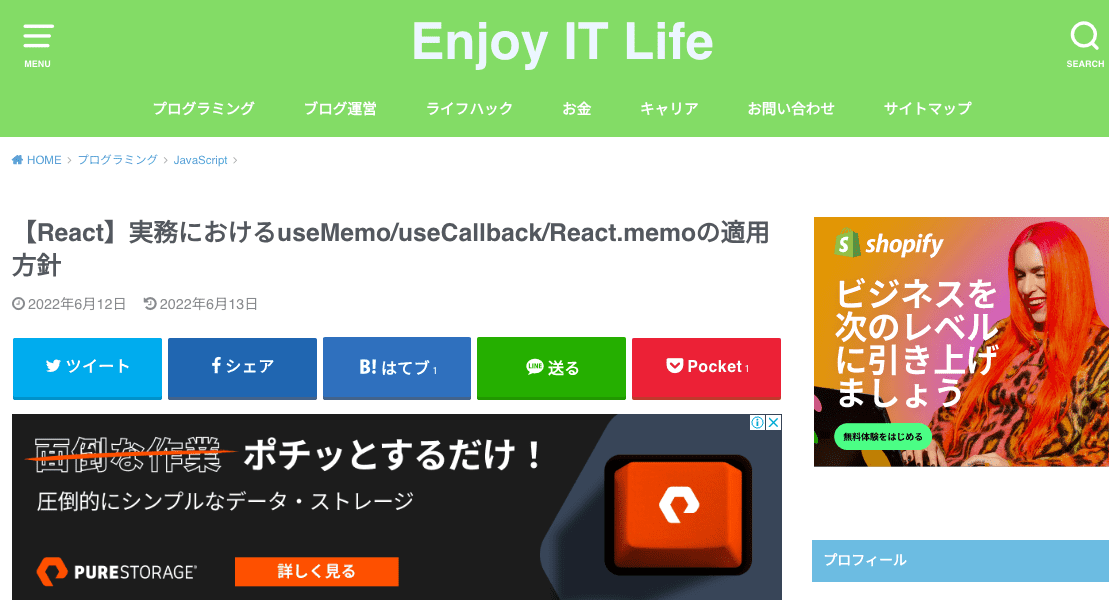 Enjoy IT Life
MENU
SEARCH
プログラミング ブログ運営 ライフハック お金 キャリア お問い合わせ サイトマップ
HOME > プログラミング > JavaScript >
【React】実務におけるuseMemo/useCallback/React.memoの適用
方針
2022年6月12日 2022年6月13日
ツイート シェア B! はてブ 1 LINE 送る Pocket 1
面倒な作業 ポチッとするだけ！
圧倒的にシンプルなデータ・ストレージ
PURESTORAGE® 詳しく見る
shopify
ビジネスを
次のレベル
に引き上げ
ましょう
無料体験をはじめる
プロフィール